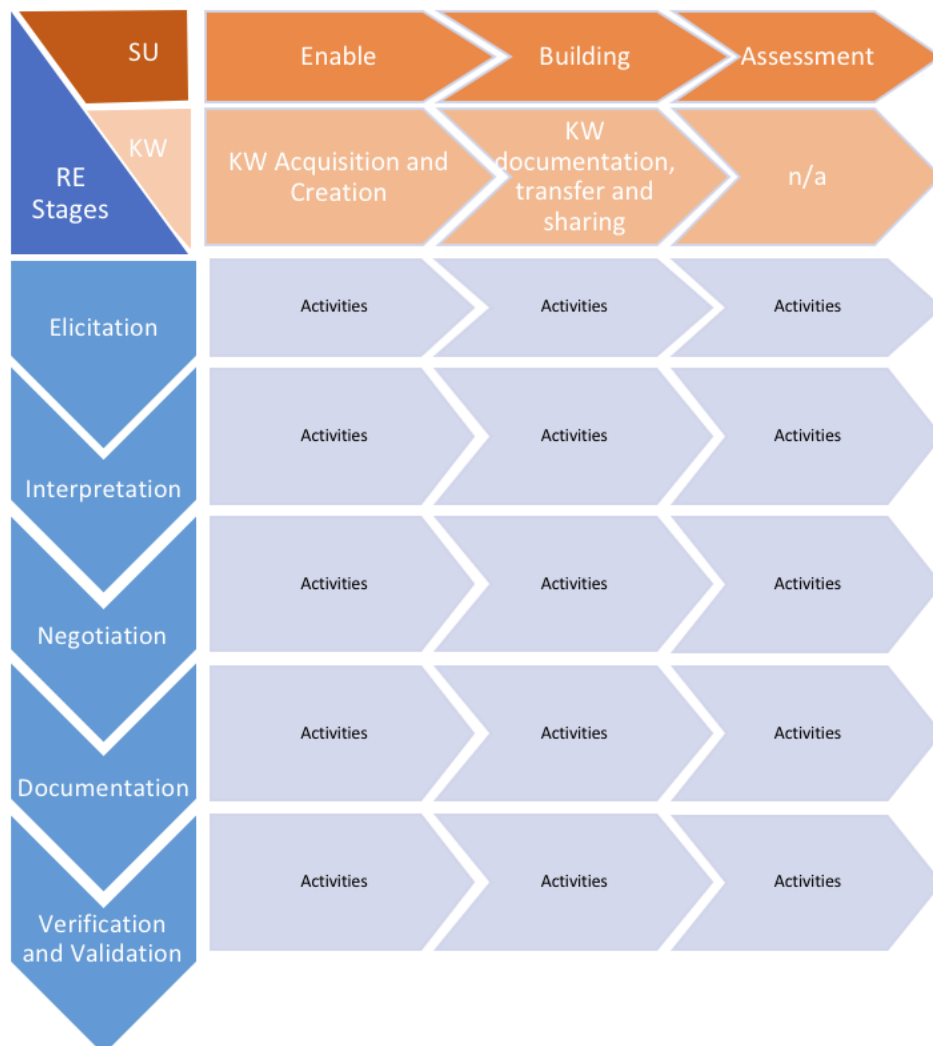 SU
Enable
Building
Assessment
KW
RE
Stages
KW Acquisition and
Creation
KW
documentation,
transfer and
sharing
n/a
Elicitation
Activities
Activities
Activities
Interpretation
Activities
Activities
Activities
Negotiation
Activities
Activities
Activities
Documentation
Activities
Activities
Activities
Verification
and Validation
Activities
Activities
Activities